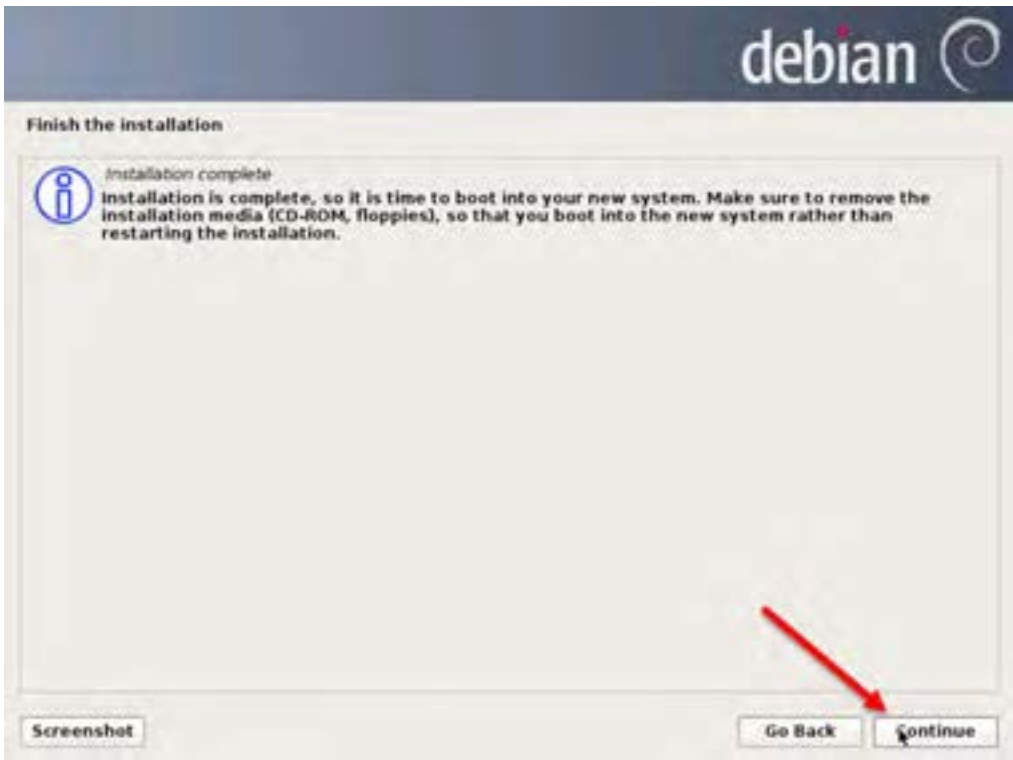 debian
Finish the installation
Installation complete
Installation is complete, so it is time to boot into your new system. Make sure to remove the
installation media (CD-ROM, floppies), so that you boot into the new system rather than
restarting the installation.
Screenshot
Go Back
Continue